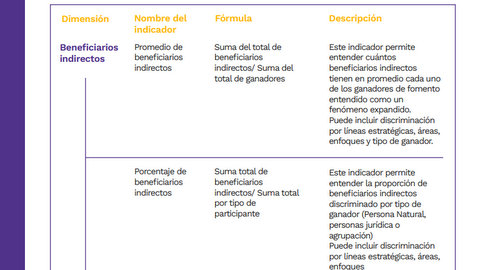 Dimensión
Nombre del
indicador
Fórmula
Descripción
Beneficiarios
indirectos
Promedio de
beneficiarios
indirectos
Suma del total de
beneficiarios
indirectos/ Suma del
total de ganadores
Este indicador permite
entender cuántos
beneficiarios indirectos
tienen en promedio cada uno
de los ganadores de fomento
entendido como un
fenómeno expandido.
Puede incluir discriminación
por líneas estratégicas, áreas,
enfoques y tipo de ganador.
Porcentaje de
beneficiarios
indirectos
Suma total de
beneficiarios
indirectos/ Suma total
por tipo de
participante
Este indicador permite
entender la proporción de
beneficiarios indirectos
discriminado por tipo de
ganador (Persona Natural,
personas jurídica o
agrupación)
Puede incluir discriminación
por líneas estratégicas, áreas,
enfoques